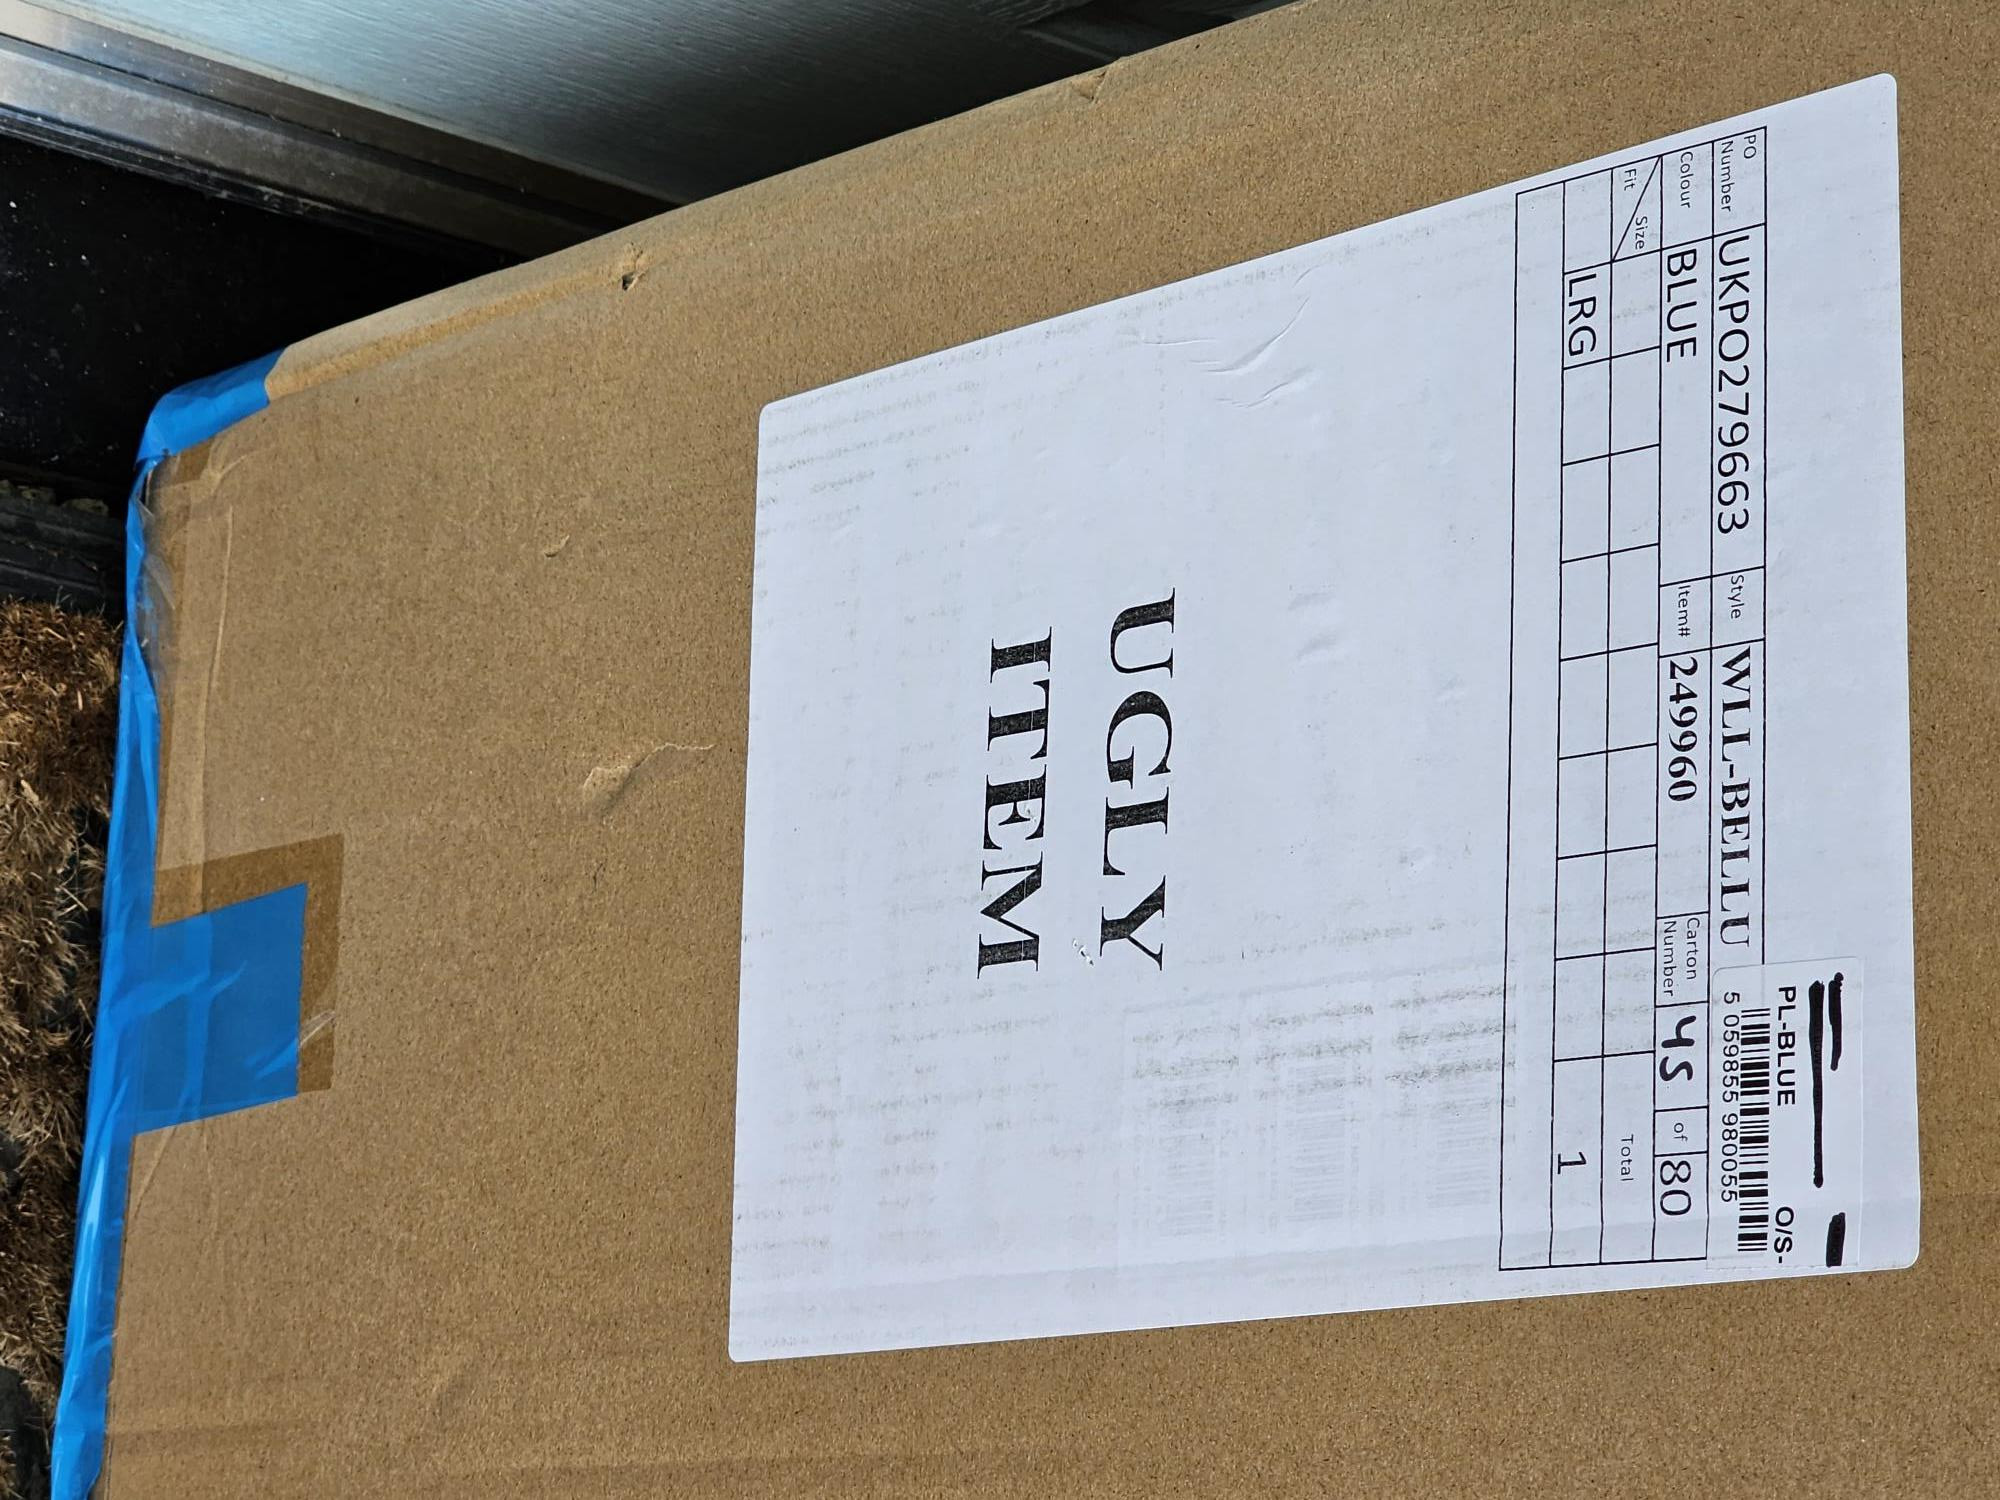 PL-BLUE O/S-
5 059855 980055
PO Number UKPO279663 Style WLL-BELLU
Colour BLUE Item# 249960 Carton Number 45 of 80
Fit Size Total
LRG 1
UGLY
ITEM